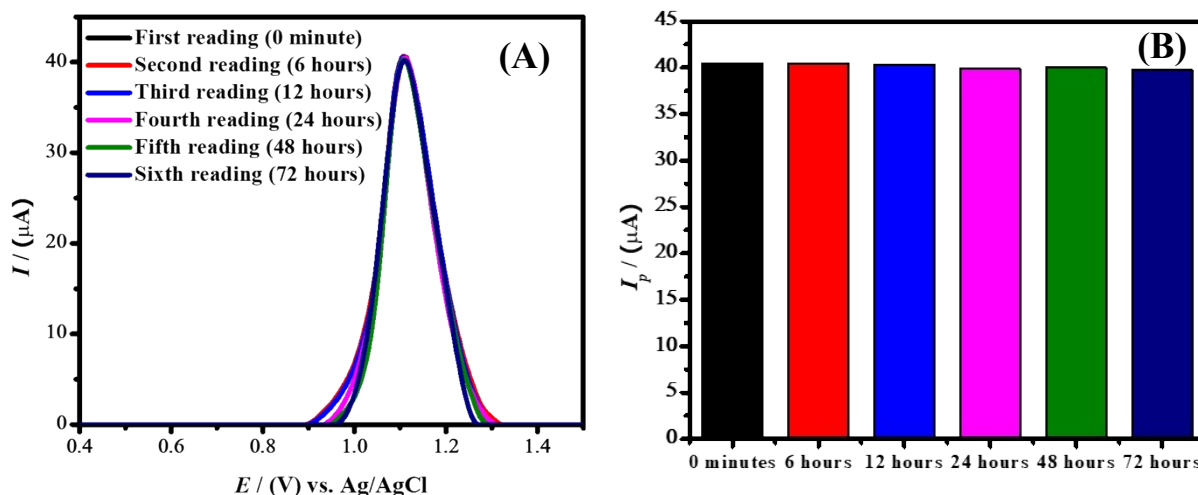 First reading (0 minute)
Second reading (6 hours)
Third reading (12 hours)
Fourth reading (24 hours)
Fifth reading (48 hours)
Sixth reading (72 hours)
(A)
40
30
20
10
0
I / (µA)
0.4 0.6 0.8 1.0 1.2 1.4
E / (V) vs. Ag/AgCl
(B)
45
40
35
30
25
20
15
10
5
0
Ip / (µA)
0 minutes 6 hours 12 hours 24 hours 48 hours 72 hours